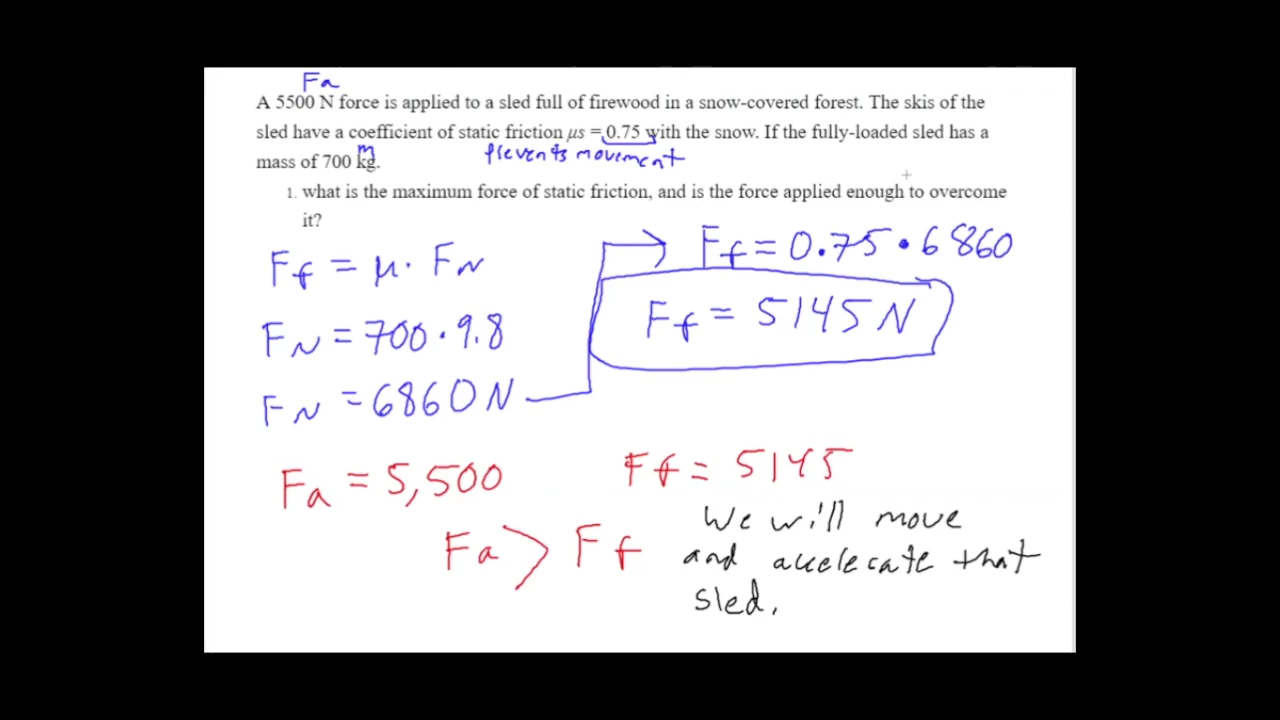 Fa
A 5500 N force is applied to a sled full of firewood in a snow-covered forest. The skis of the
sled have a coefficient of static friction μs = 0.75 with the snow. If the fully-loaded sled has a
mass of 700 kg.
m
prevents movement
1. what is the maximum force of static friction, and is the force applied enough to overcome
it?
Ff = μ · FN
FN = 700 · 9.8
FN = 6860 N
Ff = 0.75 · 6860
Ff = 5145 N
Fa = 5,500
Ff = 5145
Fa > Ff
We will move
and accelerate that
sled.